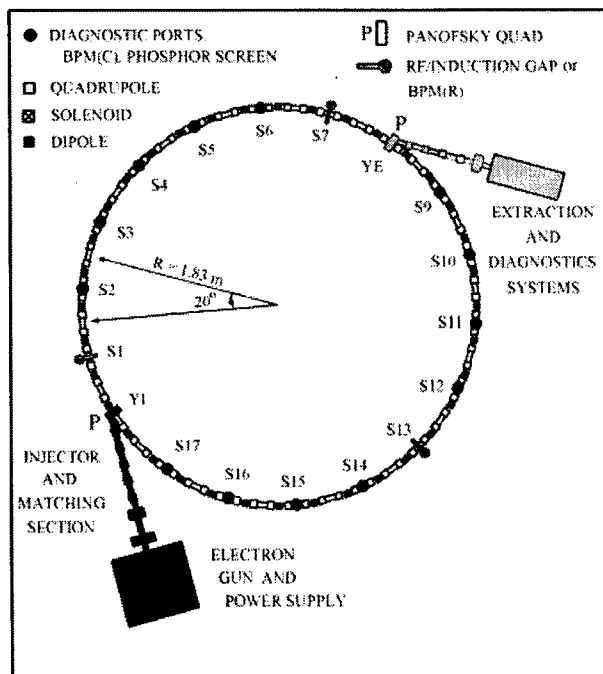 DIAGNOSTIC PORTS,
BPM(C), PHOSPHOR SCREEN
QUADRUPOLE
SOLENOID
DIPOLE
P PANOFSKY QUAD
RF/INDUCTION GAP or
BPM(R)
S6
S7
P
S5
YE
S4
S9
S3
EXTRACTION
AND
DIAGNOSTICS
SYSTEMS
S10
R = 1.83 m
S2
20°
S11
S1
S12
YI
P
S13
S17
INJECTOR
AND
MATCHING
SECTION
S16
S15
S14
ELECTRON
GUN AND
POWER SUPPLY